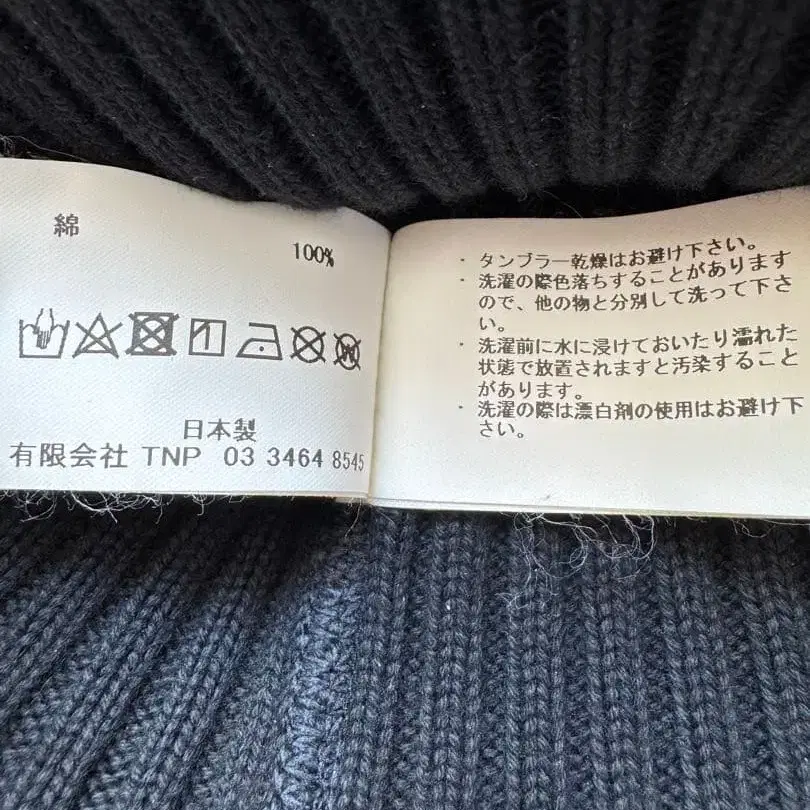 綿
100%
日本製
有限会社 TNP 03 3464 8545
・タンブラー乾燥はお避け下さい。
・洗濯の際色落ちすることがあります
ので、他の物と分別して洗って下さ
い。
・洗濯前に水に浸けておいたり濡れた
状態で放置されますと汚染すること
があります。
・洗濯の際は漂白剤の使用はお避け下
さい。